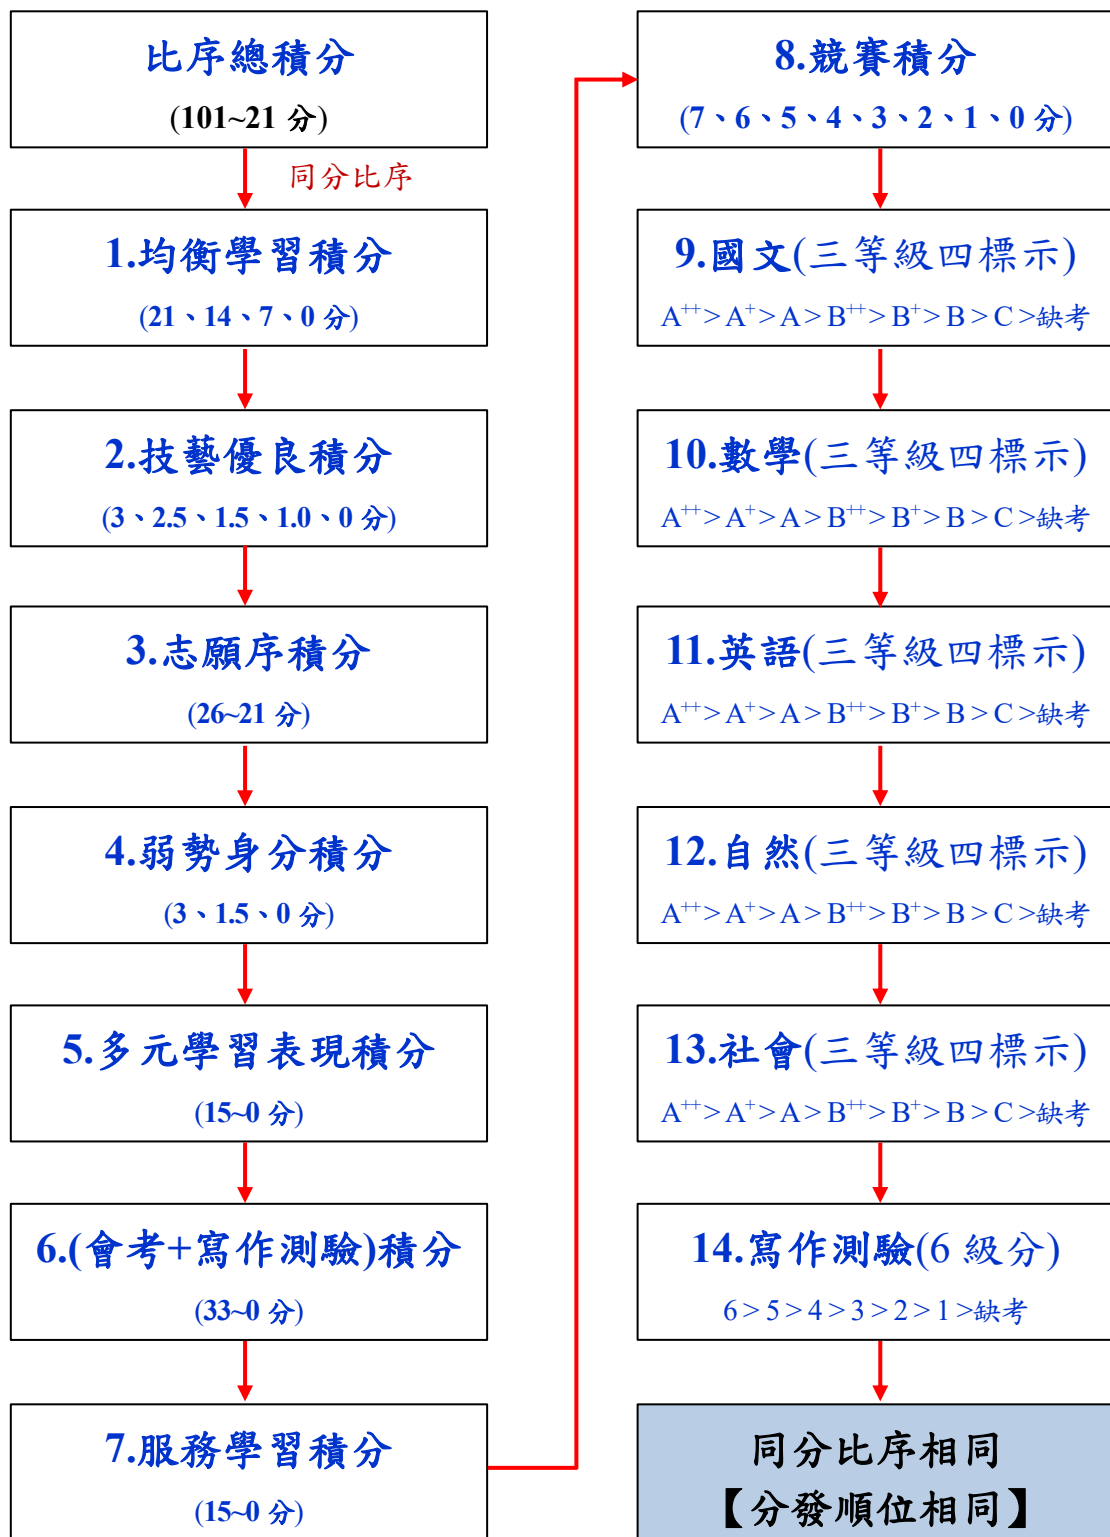 比序總積分
(101~21 分)
同分比序
1.均衡學習積分
(21、14、7、0 分)
2.技藝優良積分
(3、2.5、1.5、1.0、0 分)
3.志願序積分
(26~21 分)
4.弱勢身分積分
(3、1.5、0 分)
5.多元學習表現積分
(15~0 分)
6.(會考+寫作測驗)積分
(33~0 分)
7.服務學習積分
(15~0 分)
8.競賽積分
(7、6、5、4、3、2、1、0 分)
9.國文(三等級四標示)
A⁺⁺>A⁺>A>B⁺⁺>B⁺>B>C>缺考
10.數學(三等級四標示)
A⁺⁺>A⁺>A>B⁺⁺>B⁺>B>C>缺考
11.英語(三等級四標示)
A⁺⁺>A⁺>A>B⁺⁺>B⁺>B>C>缺考
12.自然(三等級四標示)
A⁺⁺>A⁺>A>B⁺⁺>B⁺>B>C>缺考
13.社會(三等級四標示)
A⁺⁺>A⁺>A>B⁺⁺>B⁺>B>C>缺考
14.寫作測驗(6 級分)
6>5>4>3>2>1>缺考
同分比序相同
【分發順位相同】